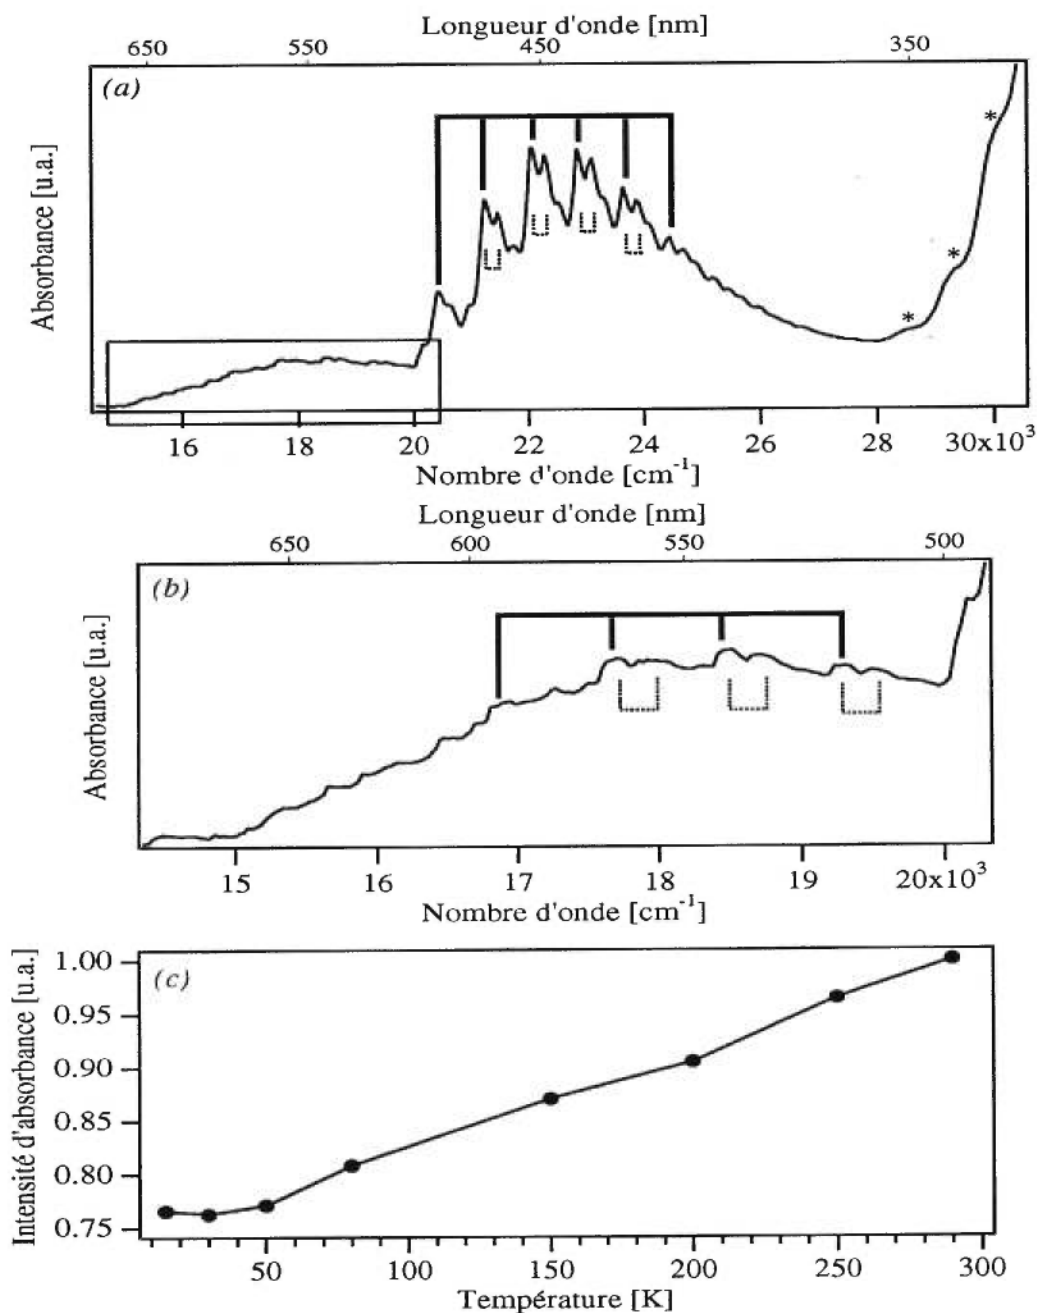 Longueur d'onde [nm]
650 550 450 350
(a)
* * *
Absorbance [u.a.]
16 18 20 22 24 26 28 30x10³
Nombre d'onde [cm⁻¹]
Longueur d'onde [nm]
650 600 550 500
(b)
Absorbance [u.a.]
15 16 17 18 19 20x10³
Nombre d'onde [cm⁻¹]
(c)
Intensité d'absorbance [u.a.]
1.00
0.95
0.90
0.85
0.80
0.75
50 100 150 200 250 300
Température [K]